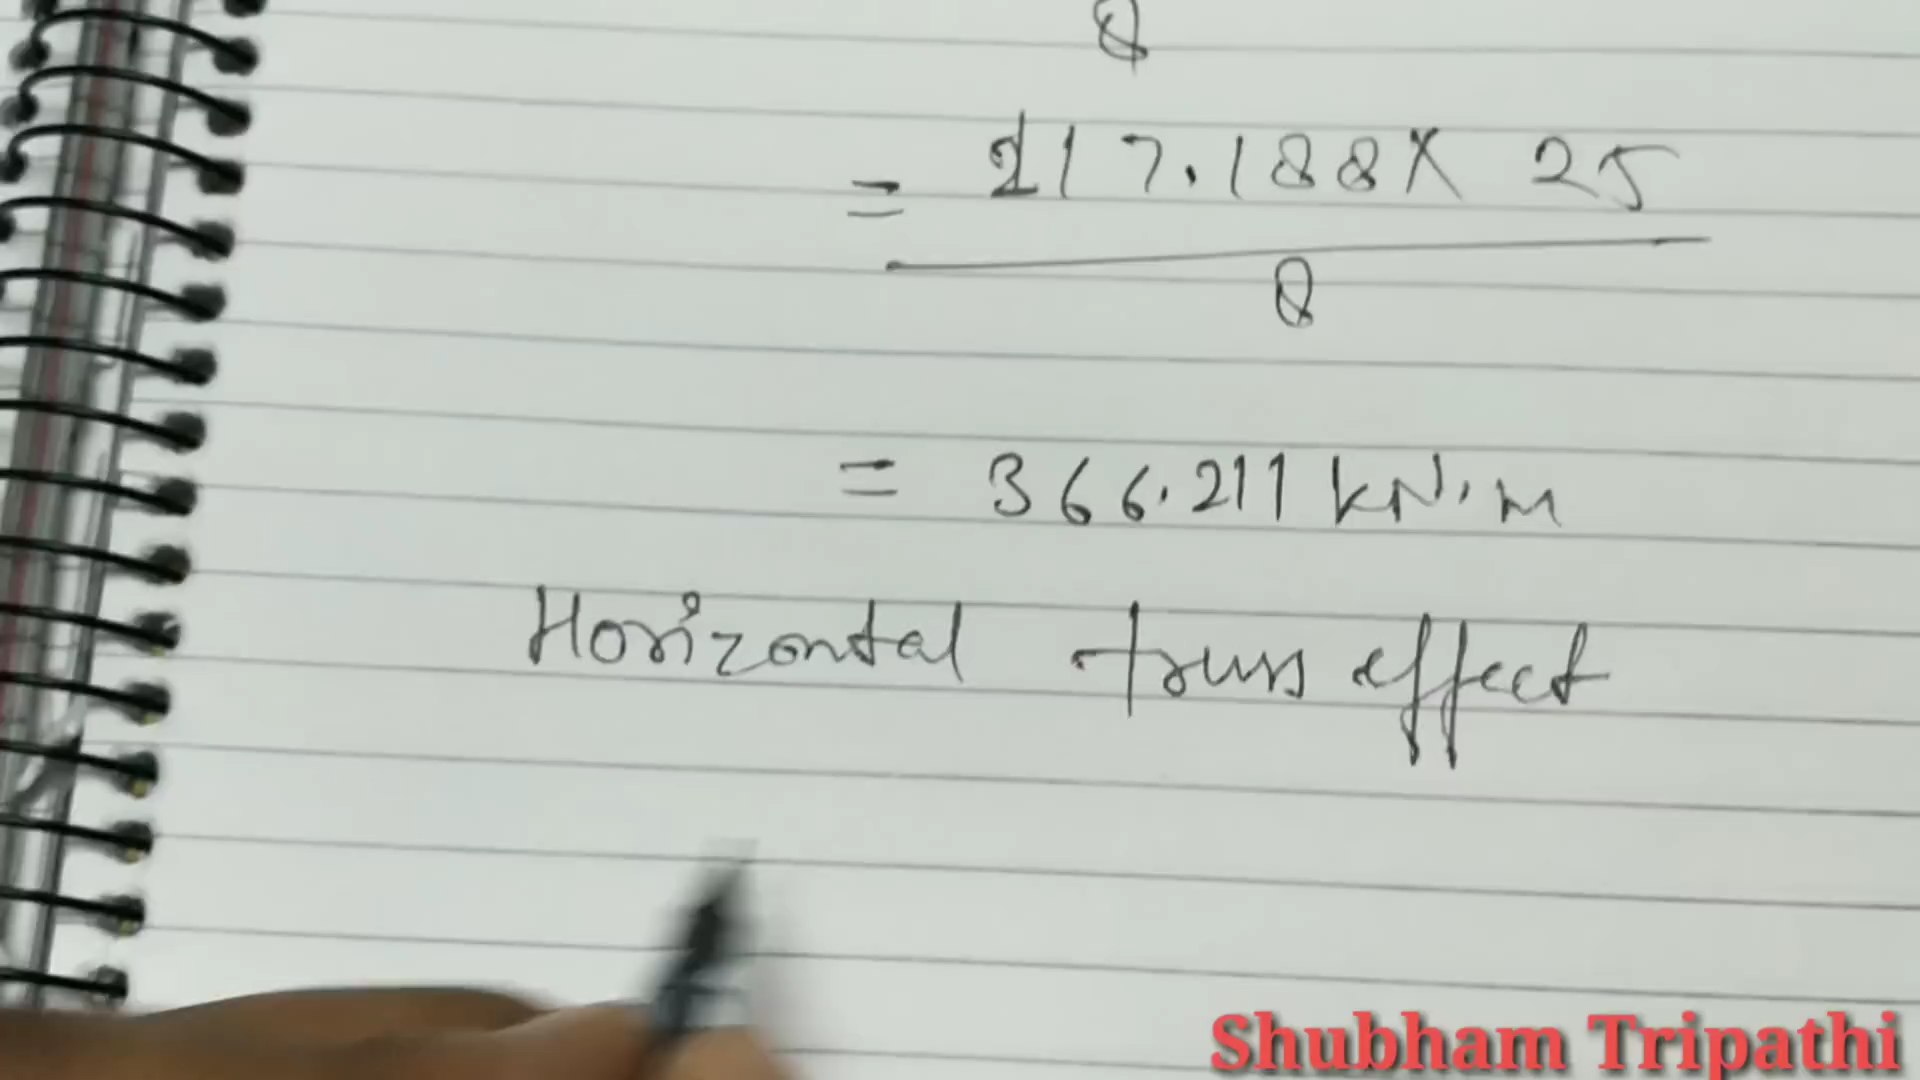 8
= 217.188 × 25
8
= 366.211 kN.m
Horizontal truss effect
Shubham Tripathi